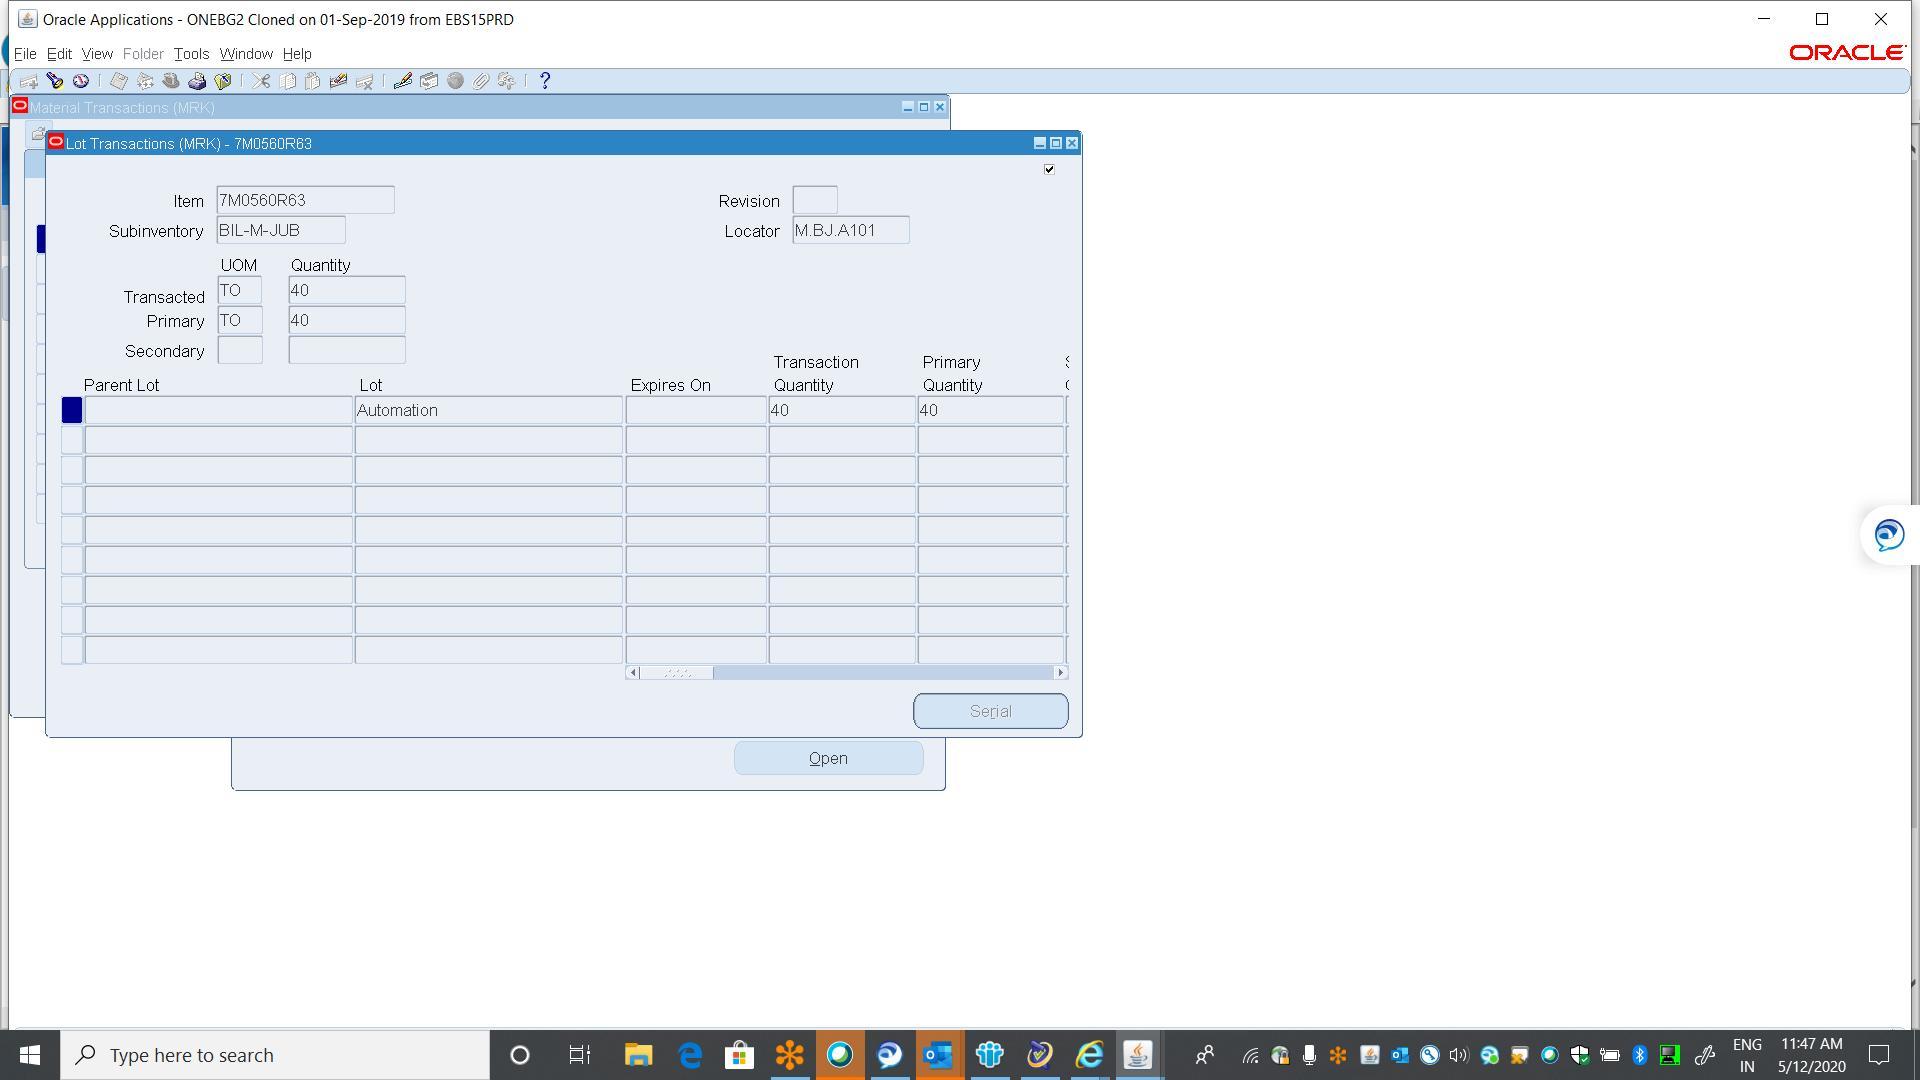 Oracle Applications - ONEBG2 Cloned on 01-Sep-2019 from EBS15PRD
File Edit View Folder Tools Window Help
ORACLE
Material Transactions (MRK)
Lot Transactions (MRK) - 7M0560R63
Item 7M0560R63 Revision
Subinventory BIL-M-JUB Locator M.BJ.A101
UOM Quantity
Transacted TO 40
Primary TO 40
Secondary
Transaction Primary
Parent Lot Lot Expires On Quantity Quantity
Automation 40 40
Serial
Open
Type here to search
ENG 11:47 AM
IN 5/12/2020